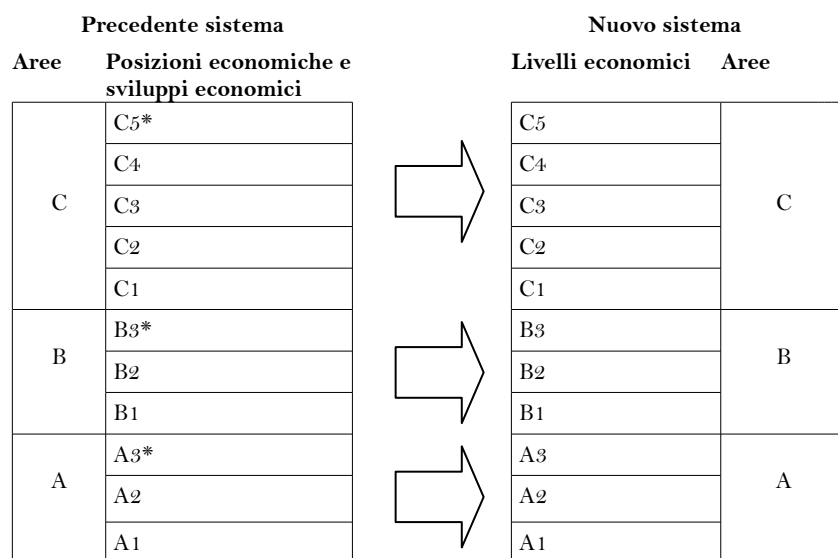 Precedente sistema
Nuovo sistema
Aree
Posizioni economiche e
sviluppi economici
Livelli economici
Aree
C
C5*
C4
C3
C2
C1
C5
C4
C3
C2
C1
C
B
B3*
B2
B1
B3
B2
B1
B
A
A3*
A2
A1
A3
A2
A1
A